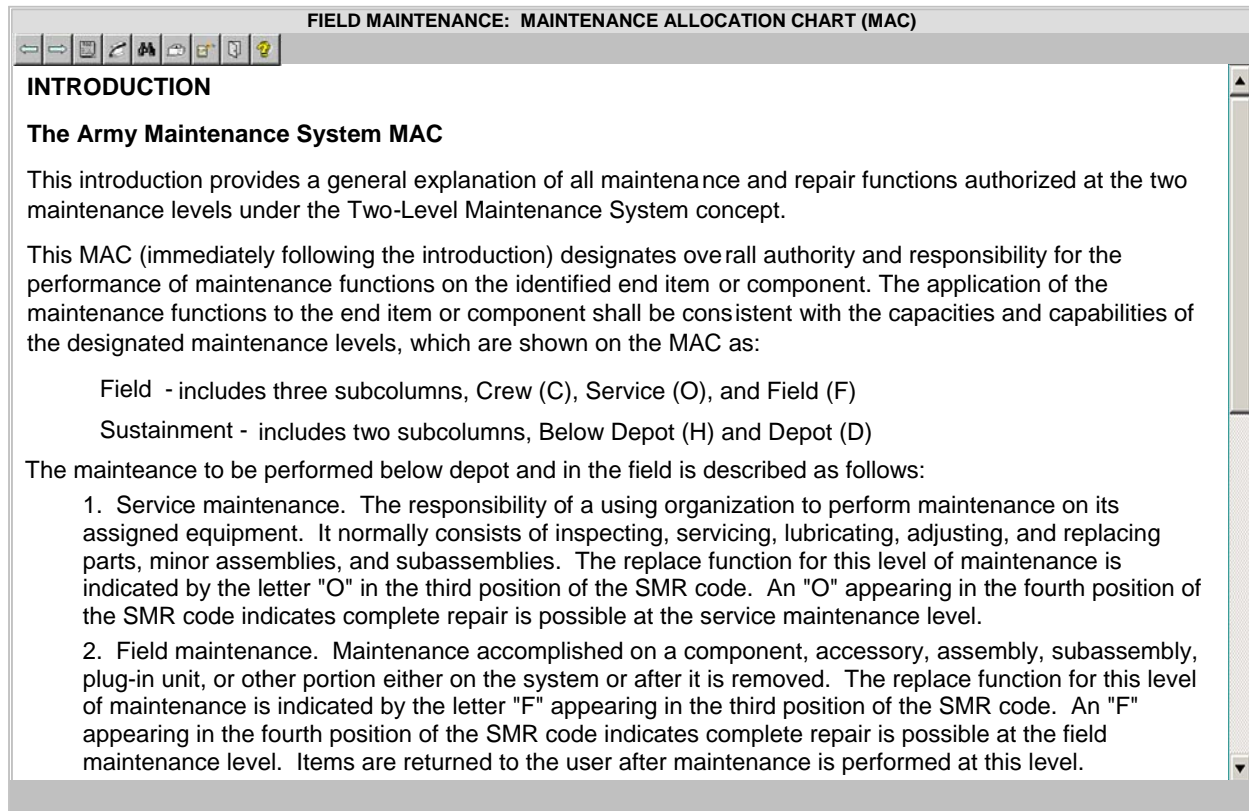 FIELD MAINTENANCE: MAINTENANCE ALLOCATION CHART (MAC)
INTRODUCTION
The Army Maintenance System MAC
This introduction provides a general explanation of all maintenance and repair functions authorized at the two
maintenance levels under the Two-Level Maintenance System concept.
This MAC (immediately following the introduction) designates overall authority and responsibility for the
performance of maintenance functions on the identified end item or component. The application of the
maintenance functions to the end item or component shall be consistent with the capacities and capabilities of
the designated maintenance levels, which are shown on the MAC as:
Field - includes three subcolumns, Crew (C), Service (O), and Field (F)
Sustainment - includes two subcolumns, Below Depot (H) and Depot (D)
The mainteance to be performed below depot and in the field is described as follows:
1. Service maintenance. The responsibility of a using organization to perform maintenance on its
assigned equipment. It normally consists of inspecting, servicing, lubricating, adjusting, and replacing
parts, minor assemblies, and subassemblies. The replace function for this level of maintenance is
indicated by the letter "O" in the third position of the SMR code. An "O" appearing in the fourth position of
the SMR code indicates complete repair is possible at the service maintenance level.
2. Field maintenance. Maintenance accomplished on a component, accessory, assembly, subassembly,
plug-in unit, or other portion either on the system or after it is removed. The replace function for this level
of maintenance is indicated by the letter "F" appearing in the third position of the SMR code. An "F"
appearing in the fourth position of the SMR code indicates complete repair is possible at the field
maintenance level. Items are returned to the user after maintenance is performed at this level.